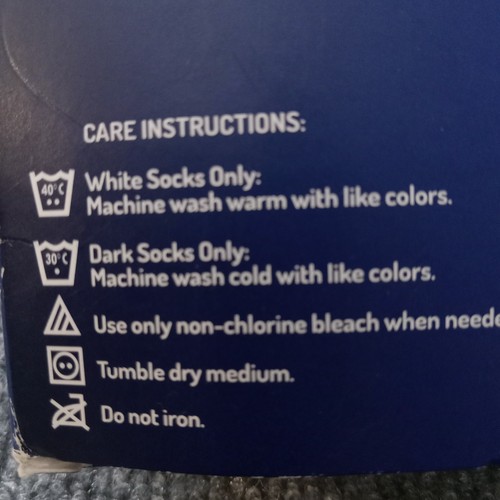 CARE INSTRUCTIONS:
40°C
White Socks Only:
Machine wash warm with like colors.
30°C
Dark Socks Only:
Machine wash cold with like colors.
Use only non-chlorine bleach when neede
Tumble dry medium.
Do not iron.